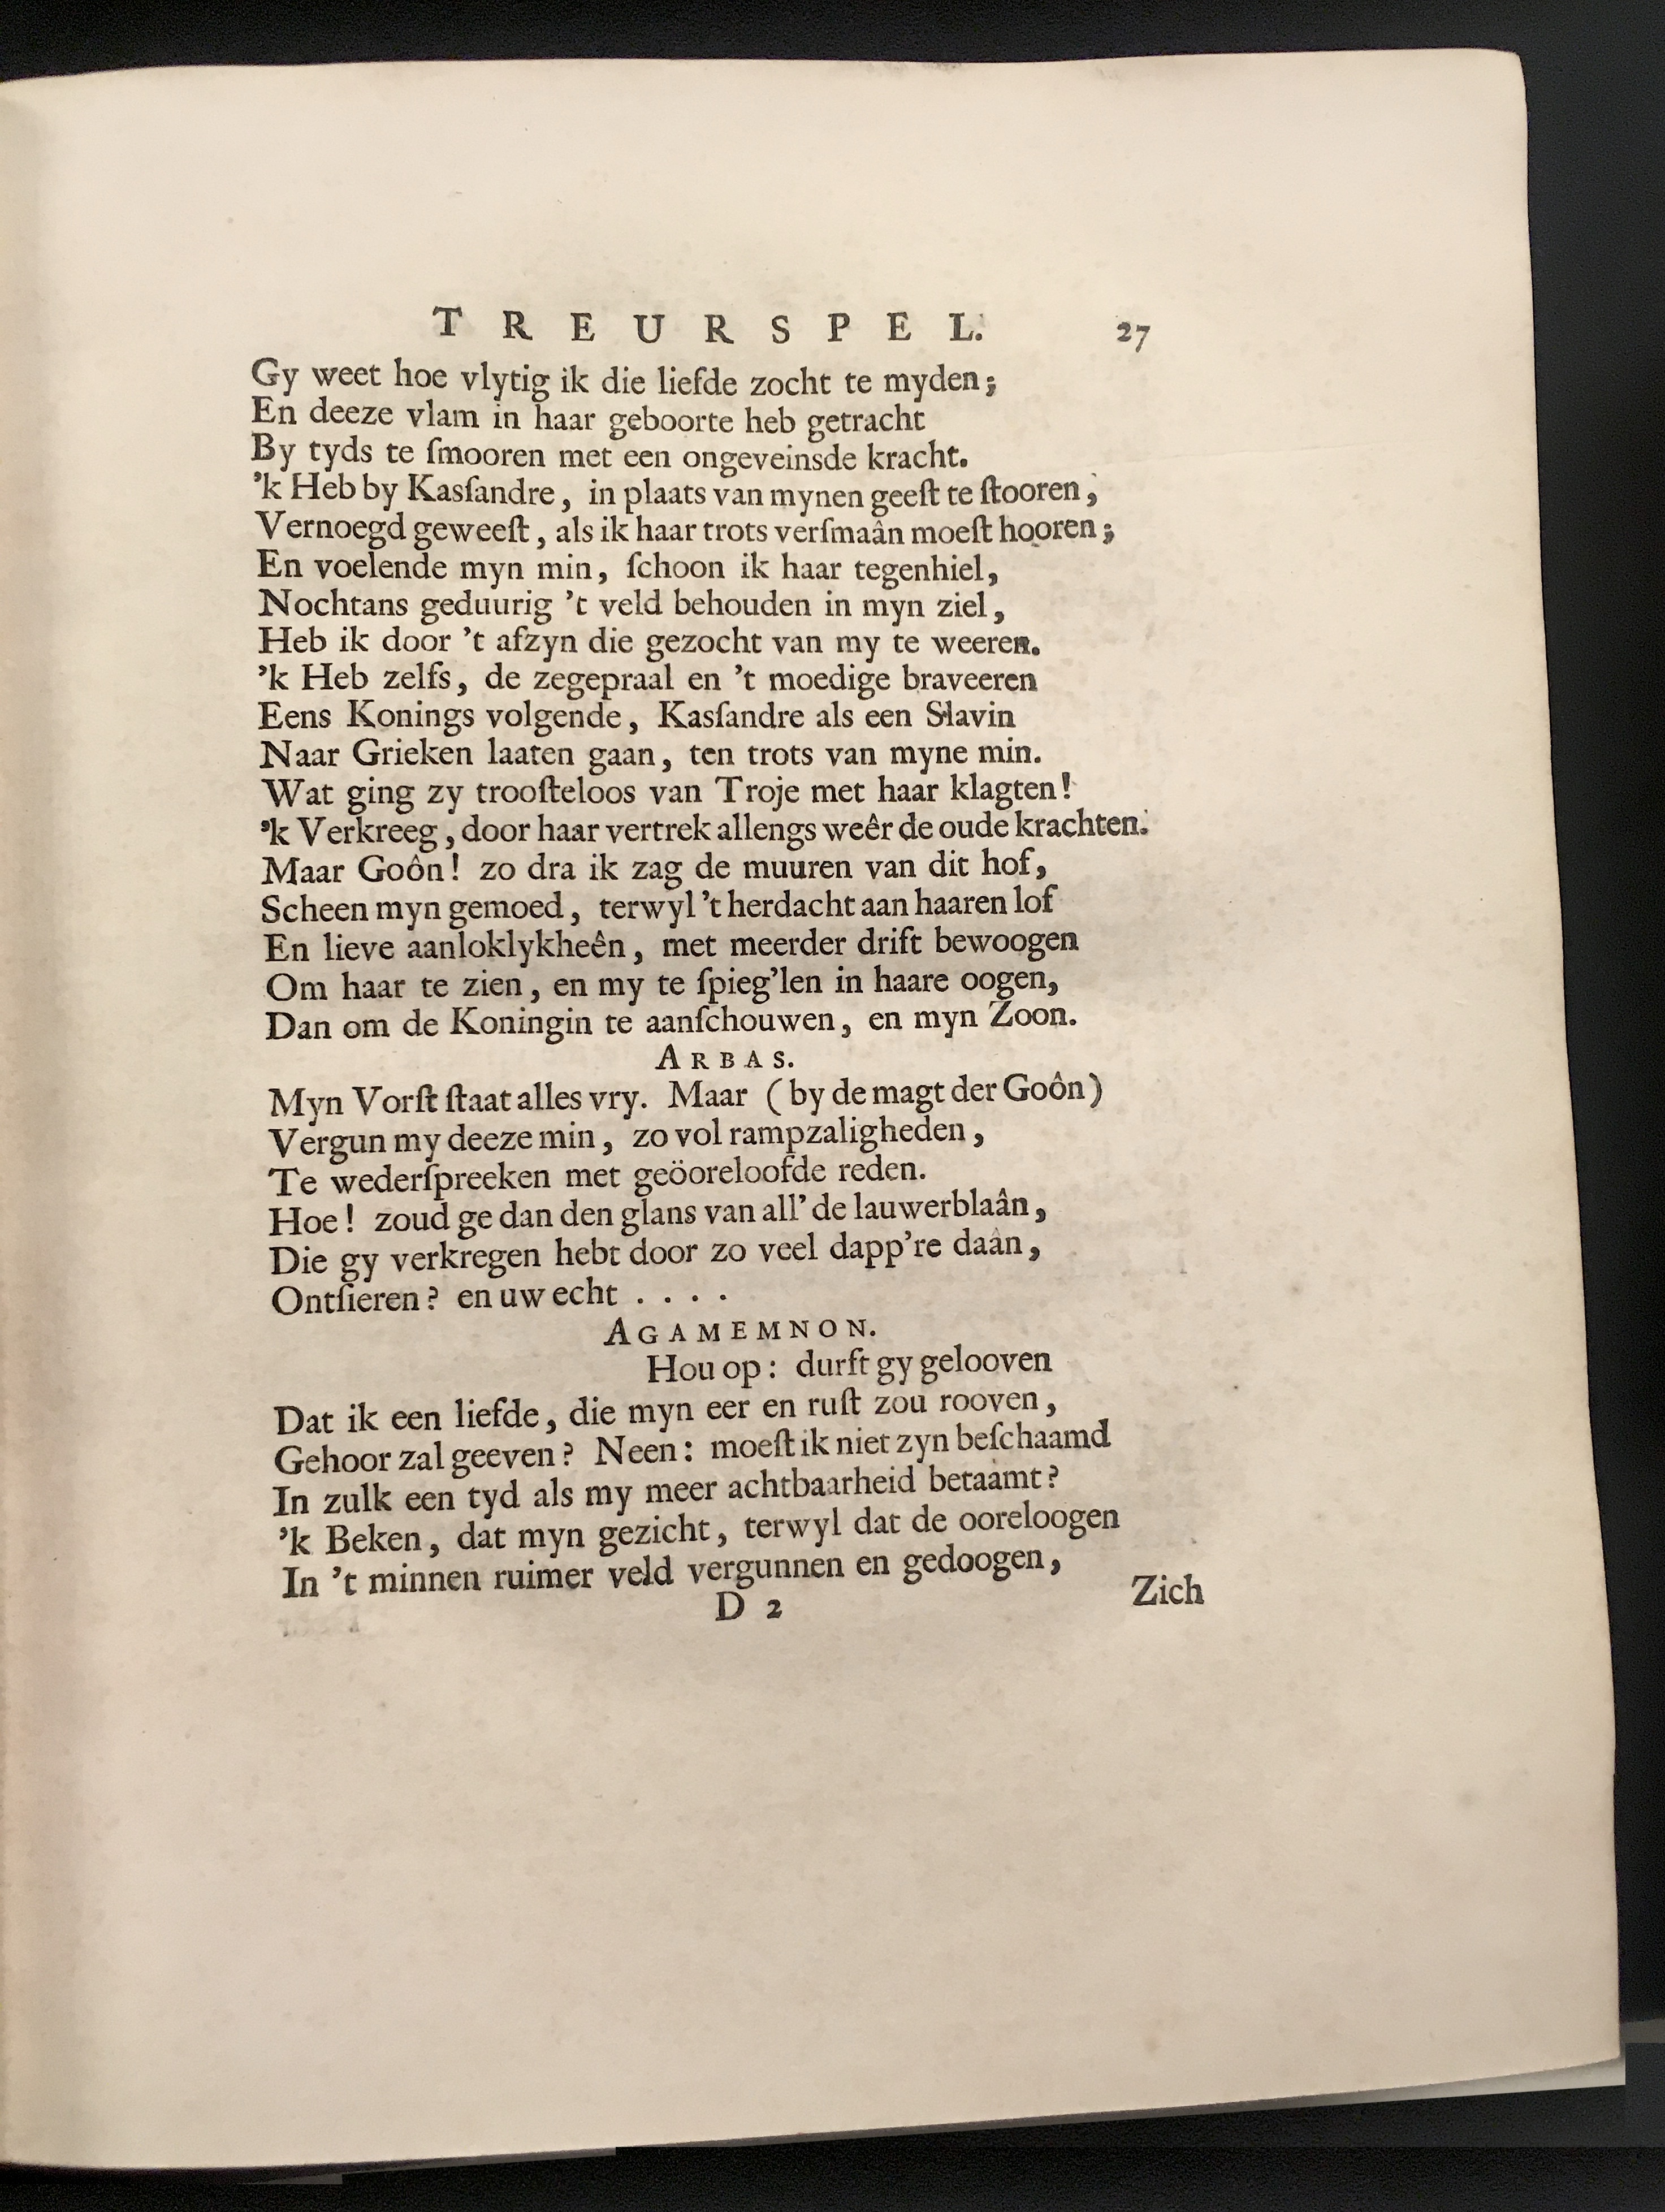 TREURSPEL. 27
Gy weet hoe vlytig ik die liefde zocht te myden;
En deeze vlam in haar geboorte heb getracht
By tyds te ſmooren met een ongeveinsde kracht.
'k Heb by Kasſandre, in plaats van mynen geeſt te ſtooren,
Vernoegd geweeſt, als ik haar trots verſmaân moeſt hooren;
En voelende myn min, ſchoon ik haar tegenhiel,
Nochtans geduurig 't veld behouden in myn ziel,
Heb ik door 't afzyn die gezocht van my te weeren.
'k Heb zelfs, de zegepraal en 't moedige braveeren
Eens Konings volgende, Kasſandre als een Slavin
Naar Grieken laaten gaan, ten trots van myne min.
Wat ging zy trooſteloos van Troje met haar klagten!
'k Verkreeg, door haar vertrek allengs weêr de oude krachten.
Maar Goôn! zo dra ik zag de muuren van dit hof,
Scheen myn gemoed, terwyl 't herdacht aan haaren lof
En lieve aanloklykheên, met meerder drift bewoogen
Om haar te zien, en my te ſpieg'len in haare oogen,
Dan om de Koningin te aanſchouwen, en myn Zoon.
ARBAS.
Myn Vorſt ſtaat alles vry. Maar (by de magt der Goôn)
Vergun my deeze min, zo vol rampzaligheden,
Te wederſpreeken met geöoreloofde reden.
Hoe! zoud ge dan den glans van all' de lauwerblaân,
Die gy verkregen hebt door zo veel dapp're daân,
Ontſieren? en uw echt . . . .
AGAMEMNON.
Hou op: durft gy gelooven
Dat ik een liefde, die myn eer en ruſt zou rooven,
Gehoor zal geeven? Neen: moeſt ik niet zyn beſchaamd
In zulk een tyd als my meer achtbaarheid betaamt?
'k Beken, dat myn gezicht, terwyl dat de ooreloogen
In 't minnen ruimer veld vergunnen en gedoogen,
D 2 Zich